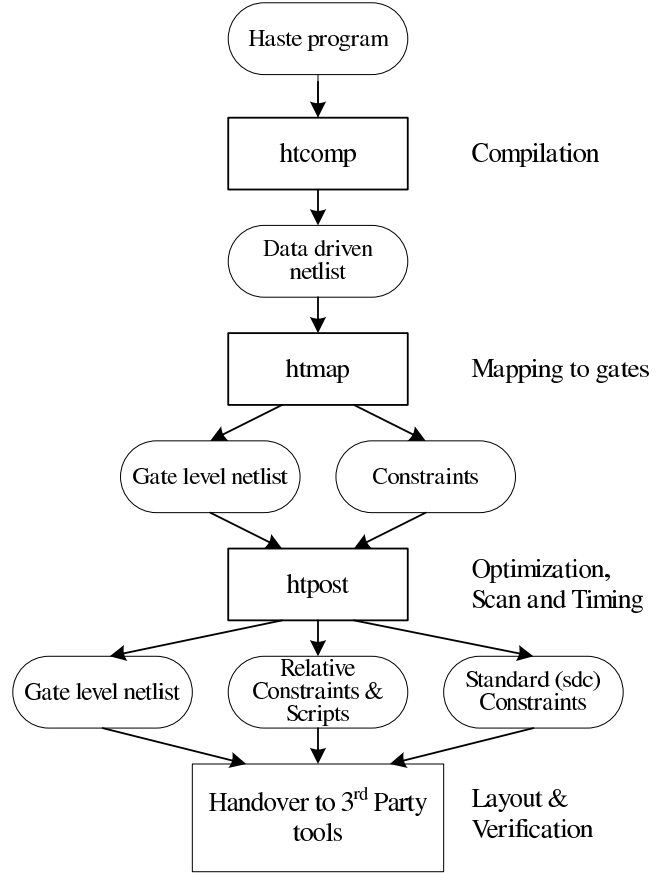 Haste program
htcomp
Compilation
Data driven
netlist
htmap
Mapping to gates
Gate level netlist
Constraints
htpost
Optimization,
Scan and Timing
Gate level netlist
Relative
Constraints &
Scripts
Standard (sdc)
Constraints
Handover to 3rd Party
tools
Layout &
Verification